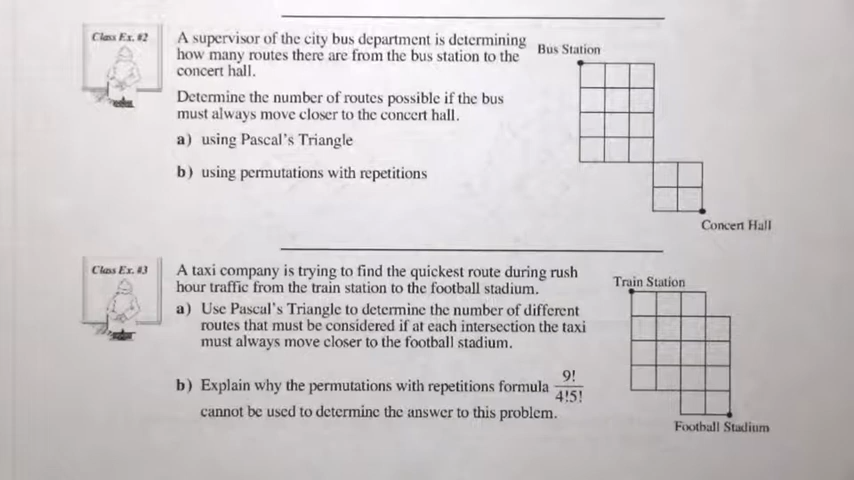 Class Ex. #2
A supervisor of the city bus department is determining
how many routes there are from the bus station to the
concert hall.
Determine the number of routes possible if the bus
must always move closer to the concert hall.
a) using Pascal's Triangle
b) using permutations with repetitions
Bus Station
Concert Hall
Class Ex. #3
A taxi company is trying to find the quickest route during rush
hour traffic from the train station to the football stadium.
a) Use Pascal's Triangle to determine the number of different
routes that must be considered if at each intersection the taxi
must always move closer to the football stadium.
b) Explain why the permutations with repetitions formula 9!/4!5!
cannot be used to determine the answer to this problem.
Train Station
Football Stadium